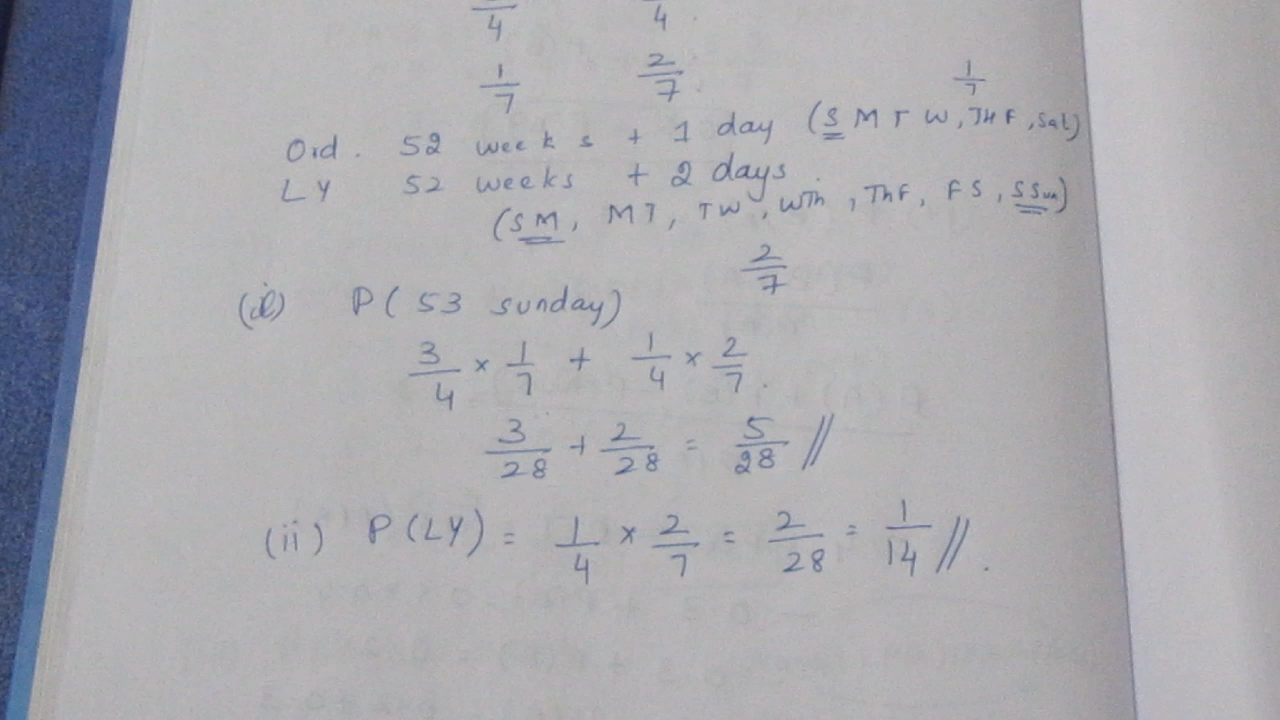 4 4
1/7 2/7 1/7
Ord. 52 weeks + 1 day (S M T W, TH F, Sat)
LY 52 weeks + 2 days.
(SM, MT, TW, WTh, ThF, FS, SSun)
2/7
P(53 sunday)
3/4 × 1/7 + 1/4 × 2/7.
3/28 + 2/28 = 5/28 //
(ii) P(LY) = 1/4 × 2/7 = 2/28 = 1/14 //.